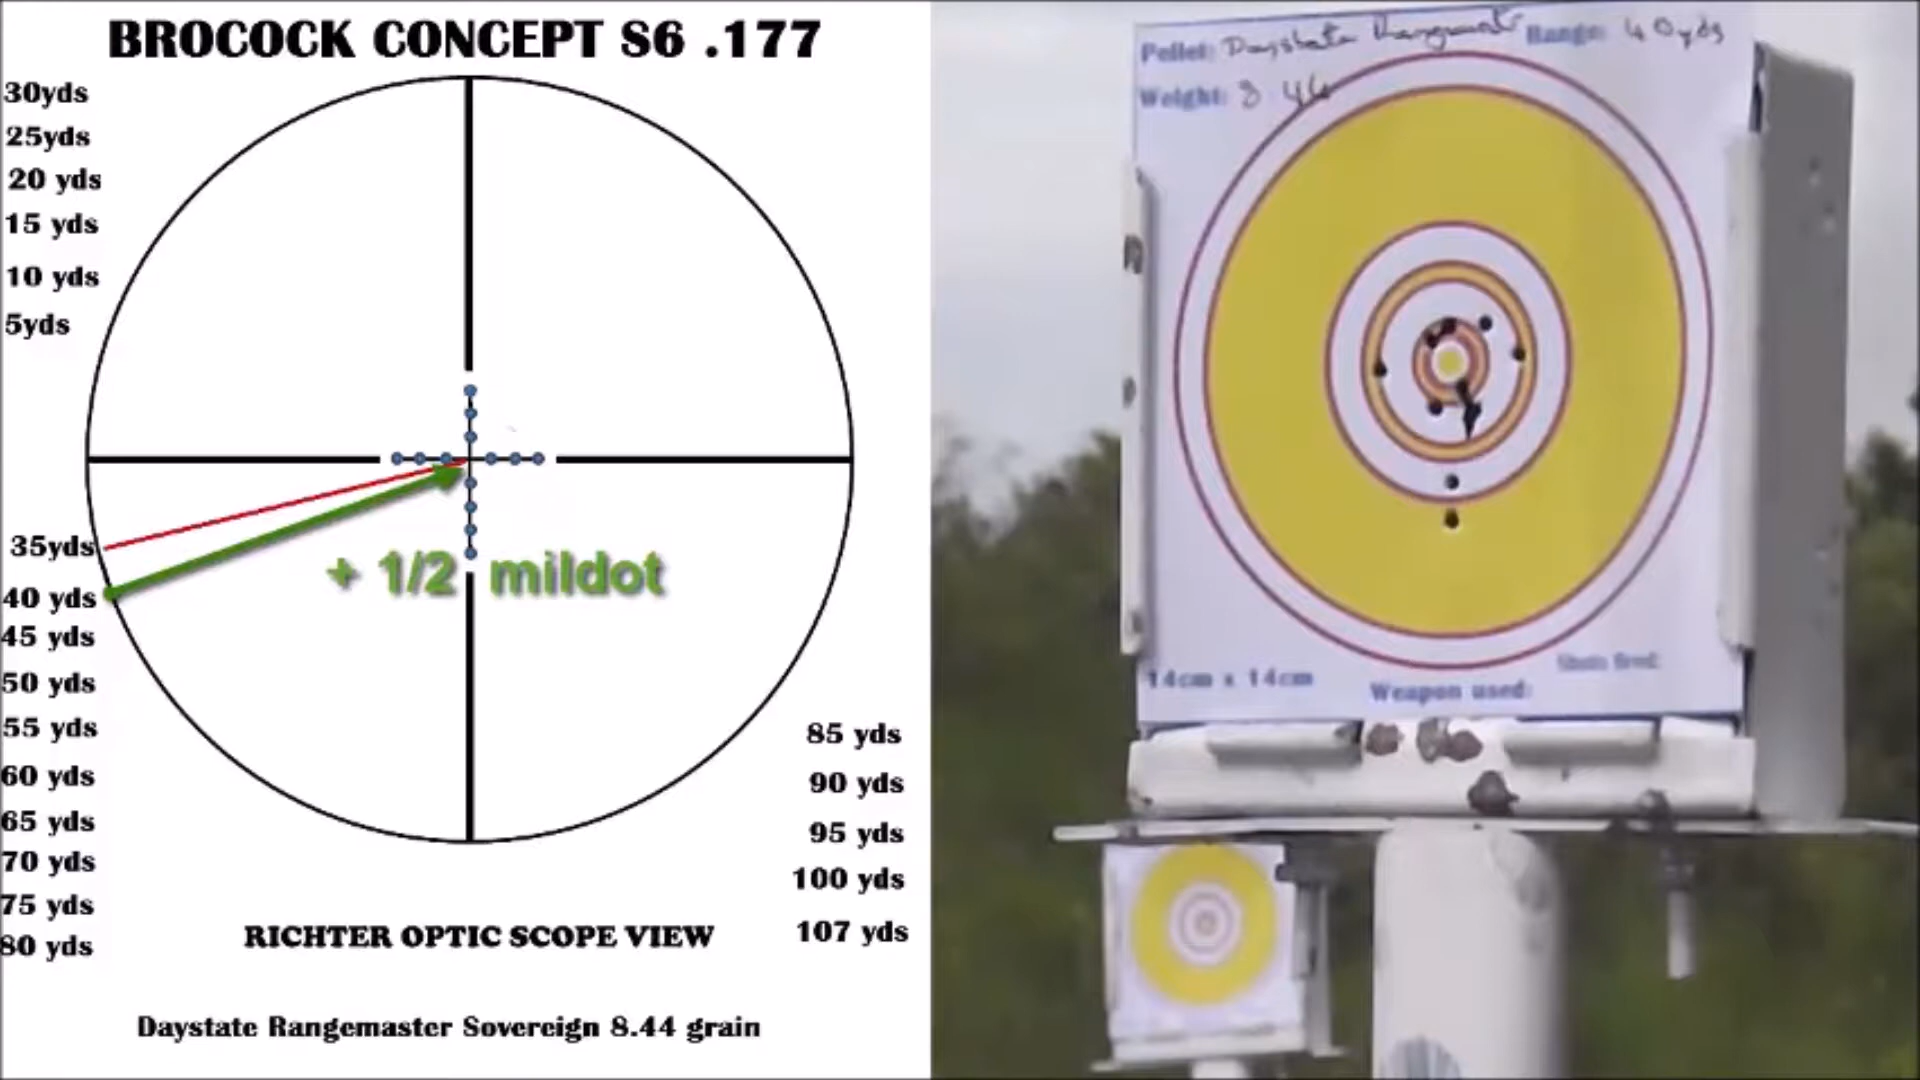 BROCOCK CONCEPT S6 .177
30yds
25yds
20 yds
15 yds
10 yds
5yds
35yds
40 yds
45 yds
50 yds
55 yds
60 yds
65 yds
70 yds
75 yds
80 yds
+ 1/2 mildot
85 yds
90 yds
95 yds
100 yds
107 yds
RICHTER OPTIC SCOPE VIEW
Daystate Rangemaster Sovereign 8.44 grain
Pellet: Daystate Rangemaster Range: 40yds
Weight: 8 44
Shots fired:
14cm x 14cm
Weapon used: